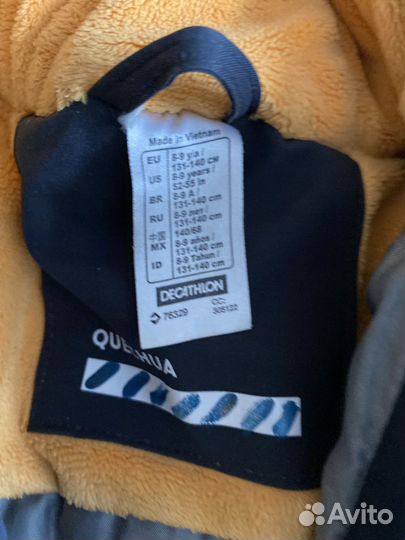 Made in Vietnam
EU 8-9 y/a /
131-140 cm
US 8-9 years /
52-55 in
BR 8-9 A /
131-140 cm
RU 8-9 лет /
131-140 cm
中国 140/68
MX 8-9 años /
131-140 cm
ID 8-9 Tahun /
131-140 cm
DECATHLON
76329
CC:
305122
QUECHUA
Avito